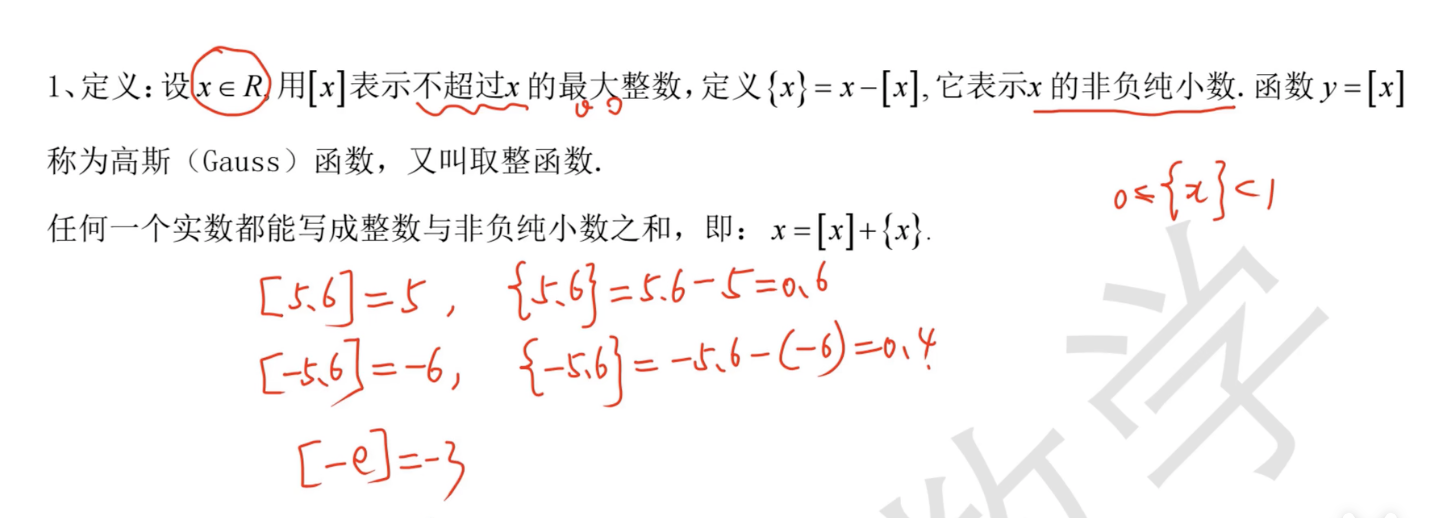 1、定义：设x∈R,用[x]表示不超过x的最大整数,定义{x}=x-[x],它表示x的非负纯小数.函数y=[x]
称为高斯（Gauss）函数，又叫取整函数.
0≤{x}<1
任何一个实数都能写成整数与非负纯小数之和，即：x=[x]+{x}.
[5.6]=5, {5.6}=5.6-5=0.6
[-5.6]=-6, {-5.6}=-5.6-(-6)=0.4.
[-e]=-3
数学